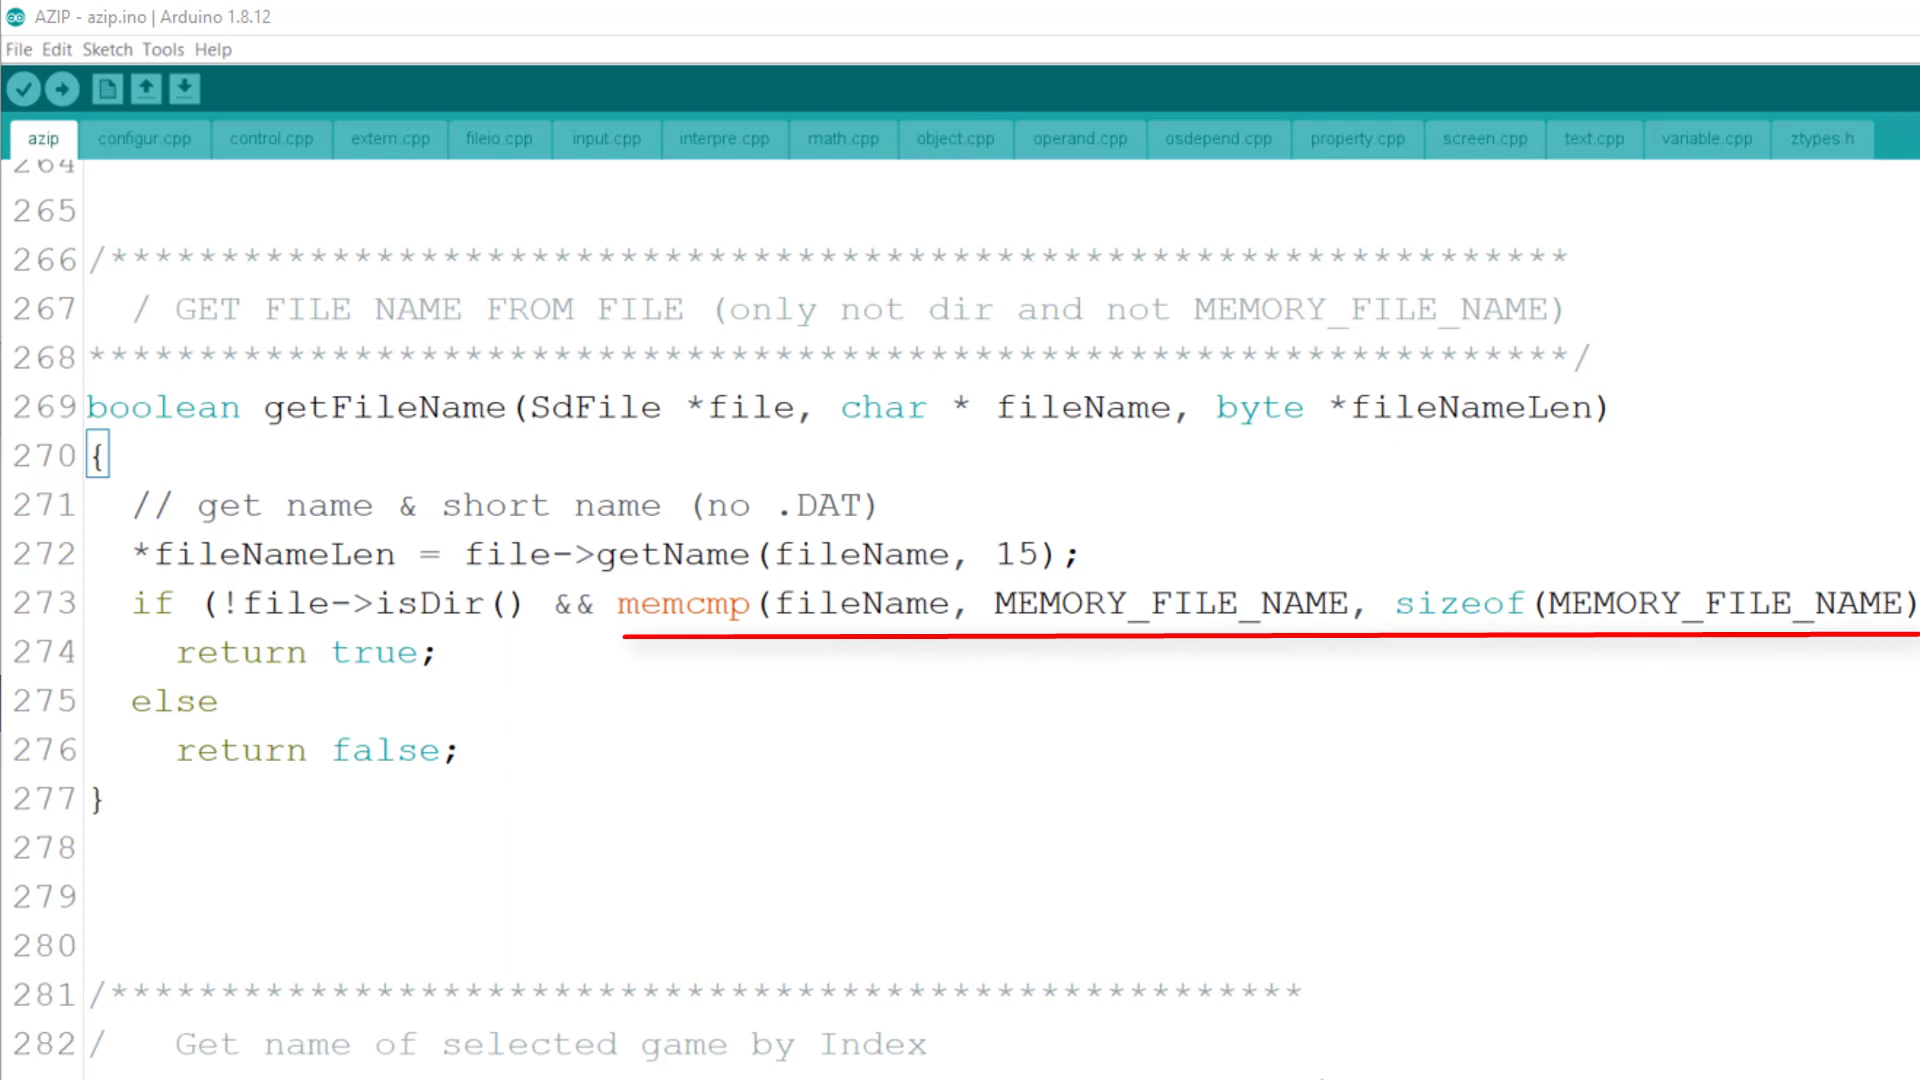 AZIP - azip.ino | Arduino 1.8.12
File Edit Sketch Tools Help
azip configur.cpp control.cpp extern.cpp fileio.cpp input.cpp interpre.cpp math.cpp object.cpp operand.cpp osdepend.cpp property.cpp screen.cpp text.cpp variable.cpp ztypes.h
264
265
266 /******************************************************************
267 / GET FILE NAME FROM FILE (only not dir and not MEMORY_FILE_NAME)
268 *******************************************************************/
269 boolean getFileName(SdFile *file, char * fileName, byte *fileNameLen)
270 {
271 // get name & short name (no .DAT)
272 *fileNameLen = file->getName(fileName, 15);
273 if (!file->isDir() && memcmp(fileName, MEMORY_FILE_NAME, sizeof(MEMORY_FILE_NAME)
274 return true;
275 else
276 return false;
277 }
278
279
280
281 /******************************************************
282 / Get name of selected game by Index